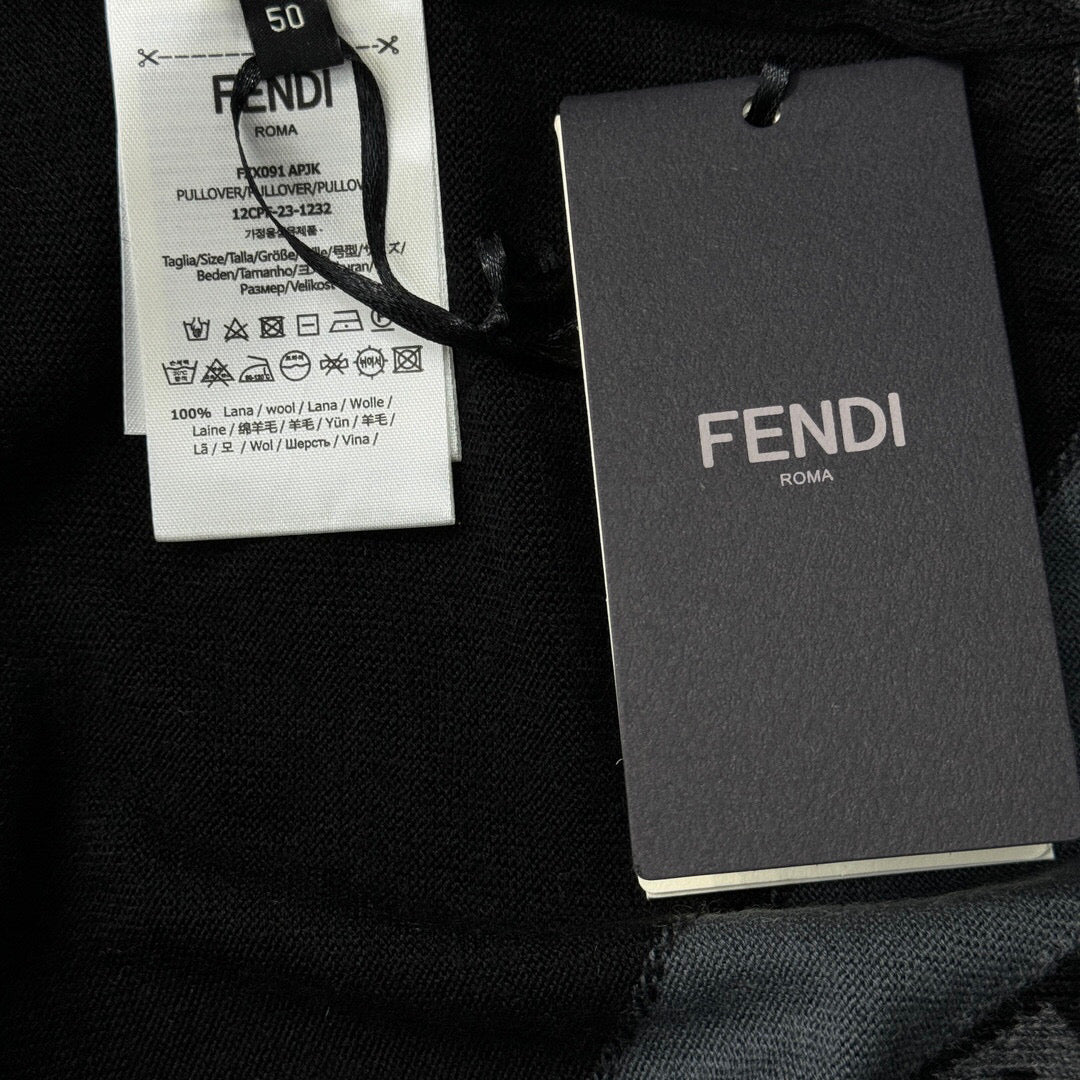 50
FENDI
ROMA
APJK
PULLOVER/PULLOVER/
12CPF-23-1232
Taglia/Size/Talla/Größe/
Beden/Tamanho/
Размер/
100% Lana / wool / Lana / Wolle /
Laine / 绵羊毛 / 羊毛 / Yün / 羊毛 /
Lã / 모 / Wol / Шерсть / Vina /
FENDI
ROMA